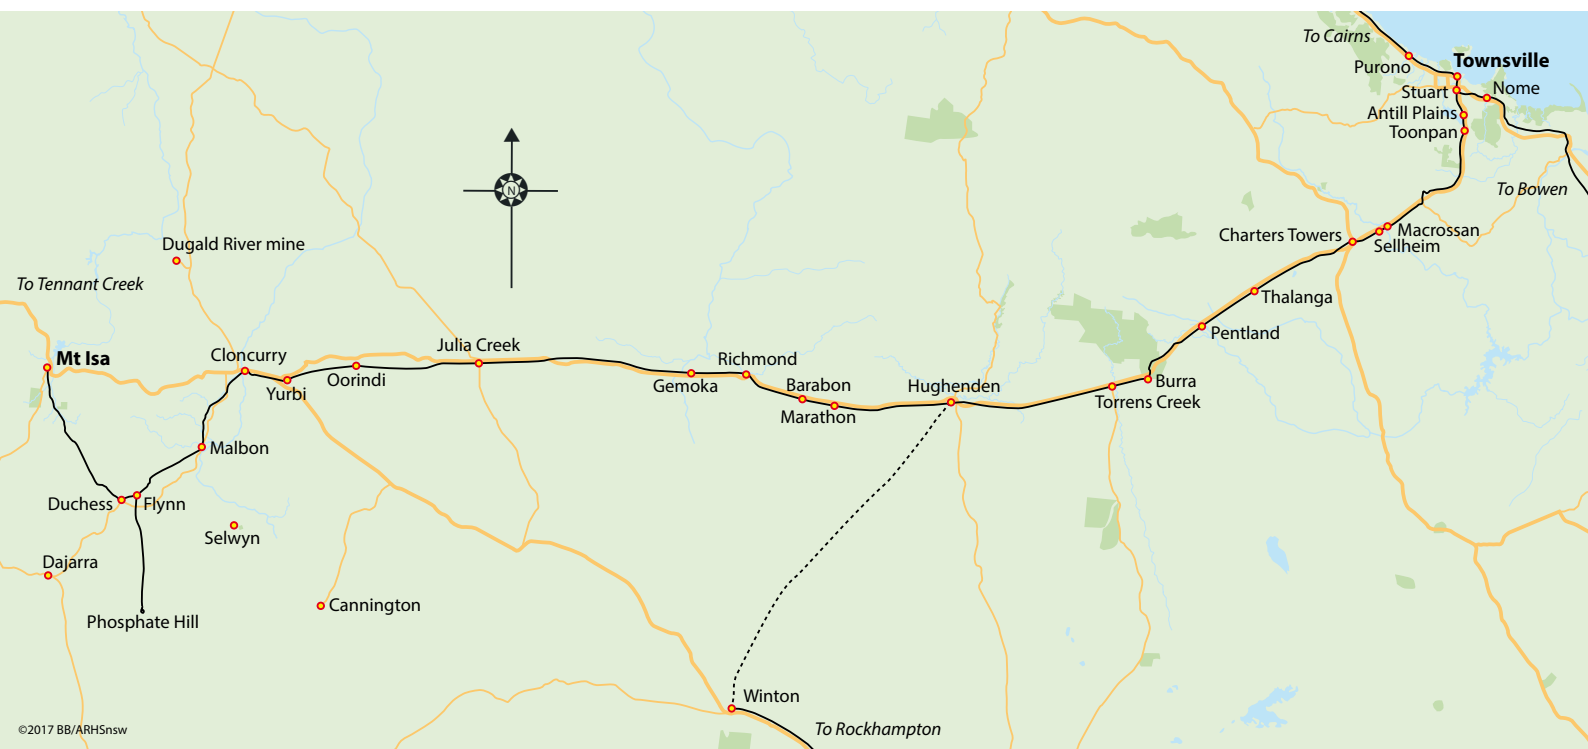 To Cairns
Townsville
Purono
Nome
Stuart
Antill Plains
Toonpan
To Bowen
Charters Towers
Macrossan
Sellheim
Dugald River mine
N
To Tennant Creek
Thalanga
Pentland
Mt Isa
Cloncurry
Julia Creek
Richmond
Yurbi
Oorindi
Gemoka
Barabon
Hughenden
Burra
Torrens Creek
Marathon
Malbon
Duchess
Flynn
Selwyn
Dajarra
Cannington
Phosphate Hill
Winton
To Rockhampton
©2017 BB/ARHSnsw